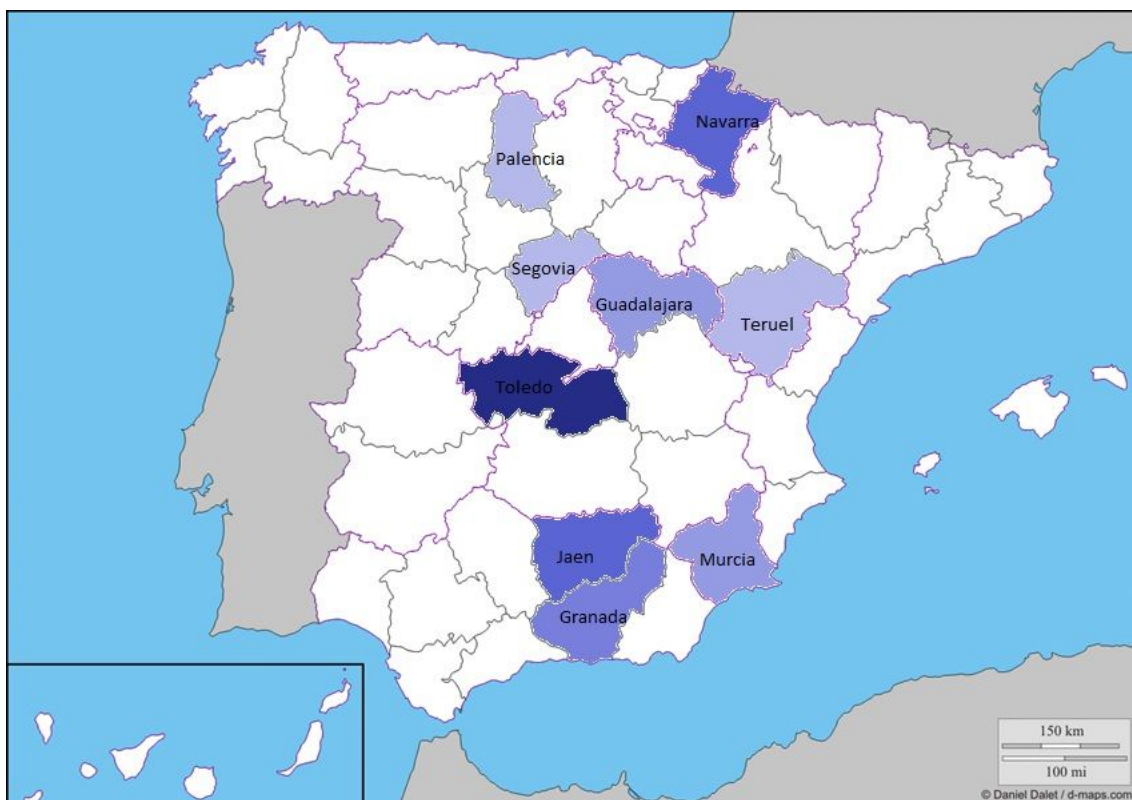 Navarra
Palencia
Segovia
Guadalajara
Teruel
Toledo
Jaen
Murcia
Granada
150 km
100 mi
© Daniel Dalet / d-maps.com